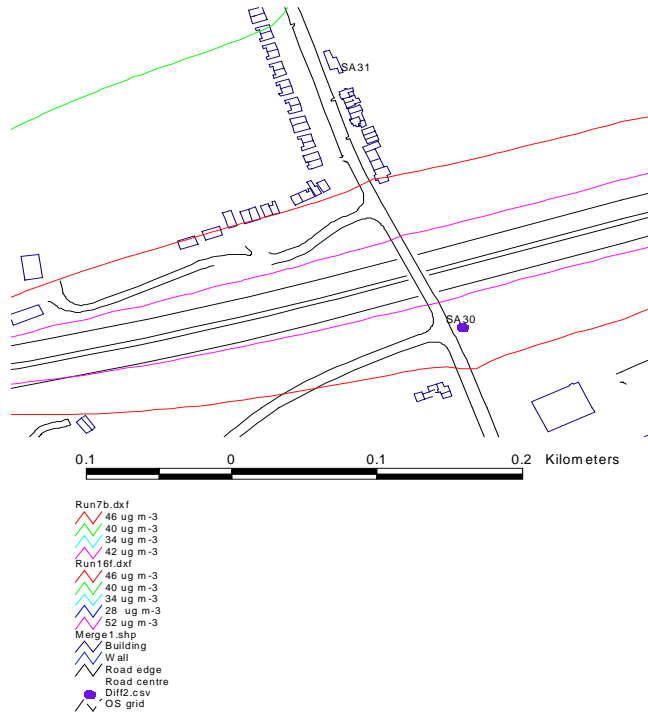 SA31
SA30
0.1 0 0.1 0.2 Kilometers
Run7b.dxf
46 ug m-3
40 ug m-3
34 ug m-3
42 ug m-3
Run16f.dxf
46 ug m-3
40 ug m-3
34 ug m-3
28 ug m-3
52 ug m-3
Merge1.shp
Building
Wall
Road edge
Road centre
Diff2.csv
OS grid